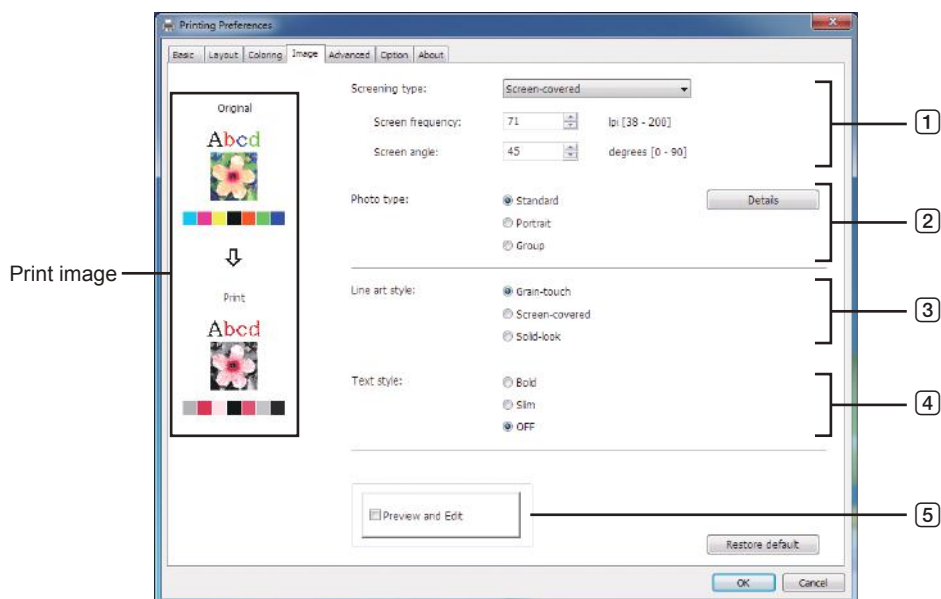 Printing Preferences
Basic Layout Coloring Image Advanced Option About
Original
Abcd
Print
Abcd
Print image
Screening type: Screen-covered
Screen frequency: 71 lpi [38 - 200]
Screen angle: 45 degrees [0 - 90]
1
Photo type: Standard Details
Portrait
Group
2
Line art style: Grain-touch
Screen-covered
Solid-look
3
Text style: Bold
Slim
OFF
4
Preview and Edit
5
Restore default
OK Cancel